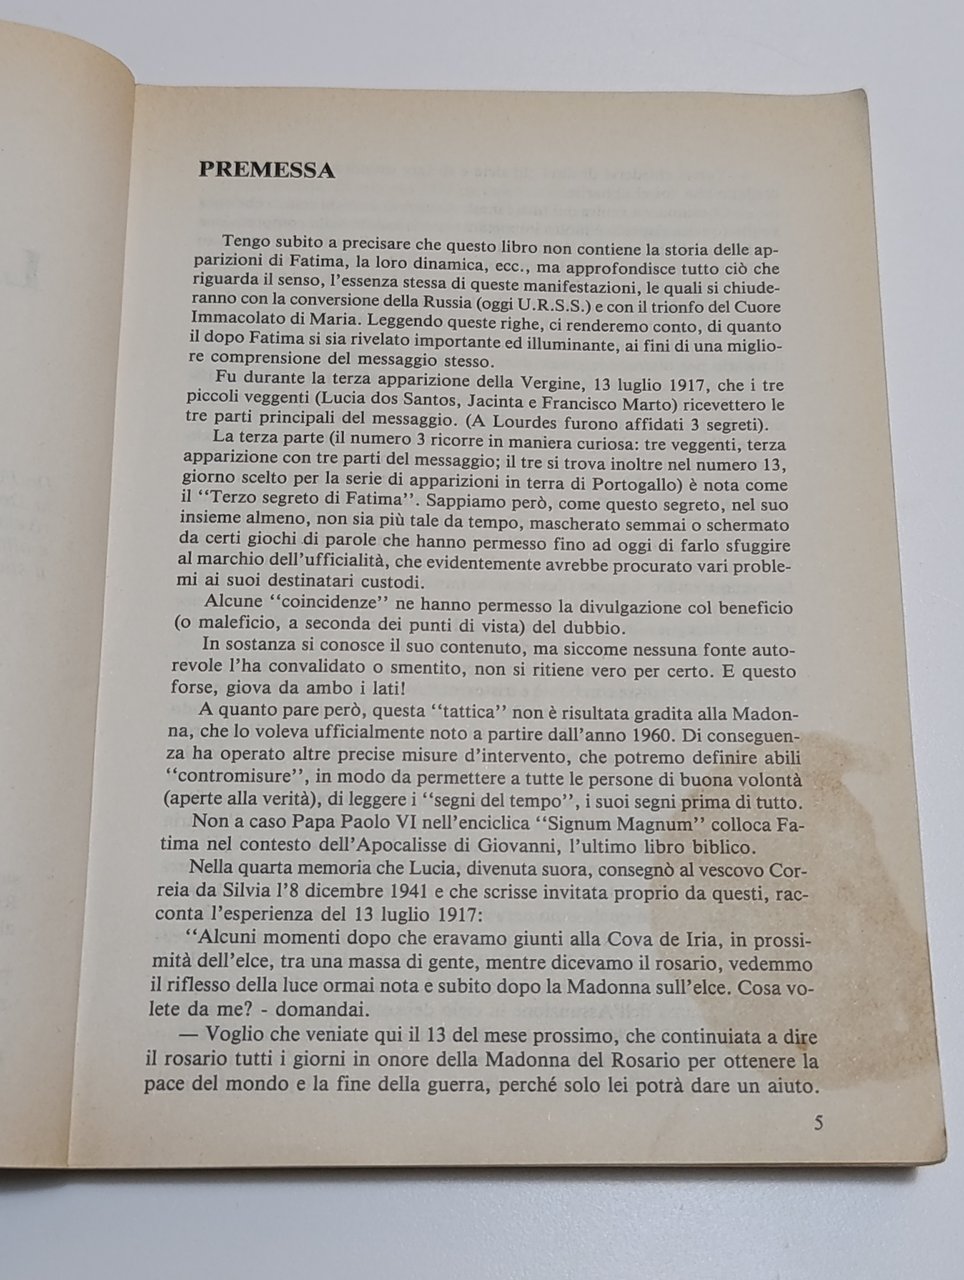 PREMESSA
Tengo subito a precisare che questo libro non contiene la storia delle ap-
parizioni di Fatima, la loro dinamica, ecc., ma approfondisce tutto ciò che
riguarda il senso, l'essenza stessa di queste manifestazioni, le quali si chiude-
ranno con la conversione della Russia (oggi U.R.S.S.) e con il trionfo del Cuore
Immacolato di Maria. Leggendo queste righe, ci renderemo conto, di quanto
il dopo Fatima si sia rivelato importante ed illuminante, ai fini di una miglio-
re comprensione del messaggio stesso.
Fu durante la terza apparizione della Vergine, 13 luglio 1917, che i tre
piccoli veggenti (Lucia dos Santos, Jacinta e Francisco Marto) ricevettero le
tre parti principali del messaggio. (A Lourdes furono affidati 3 segreti).
La terza parte (il numero 3 ricorre in maniera curiosa: tre veggenti, terza
apparizione con tre parti del messaggio; il tre si trova inoltre nel numero 13,
giorno scelto per la serie di apparizioni in terra di Portogallo) è nota come
il ‘‘Terzo segreto di Fatima’’. Sappiamo però, come questo segreto, nel suo
insieme almeno, non sia più tale da tempo, mascherato semmai o schermato
da certi giochi di parole che hanno permesso fino ad oggi di farlo sfuggire
al marchio dell'ufficialità, che evidentemente avrebbe procurato vari proble-
mi ai suoi destinatari custodi.
Alcune ‘‘coincidenze’’ ne hanno permesso la divulgazione col beneficio
(o maleficio, a seconda dei punti di vista) del dubbio.
In sostanza si conosce il suo contenuto, ma siccome nessuna fonte auto-
revole l'ha convalidato o smentito, non si ritiene vero per certo. E questo
forse, giova da ambo i lati!
A quanto pare però, questa ‘‘tattica’’ non è risultata gradita alla Madon-
na, che lo voleva ufficialmente noto a partire dall'anno 1960. Di conseguen-
za ha operato altre precise misure d'intervento, che potremo definire abili
‘‘contromisure’’, in modo da permettere a tutte le persone di buona volontà
(aperte alla verità), di leggere i ‘‘segni del tempo’’, i suoi segni prima di tutto.
Non a caso Papa Paolo VI nell'enciclica ‘‘Signum Magnum’’ colloca Fa-
tima nel contesto dell'Apocalisse di Giovanni, l'ultimo libro biblico.
Nella quarta memoria che Lucia, divenuta suora, consegnò al vescovo Cor-
reia da Silvia l'8 dicembre 1941 e che scrisse invitata proprio da questi, rac-
conta l'esperienza del 13 luglio 1917:
‘‘Alcuni momenti dopo che eravamo giunti alla Cova de Iria, in prossi-
mità dell'elce, tra una massa di gente, mentre dicevamo il rosario, vedemmo
il riflesso della luce ormai nota e subito dopo la Madonna sull'elce. Cosa vo-
lete da me? - domandai.
— Voglio che veniate qui il 13 del mese prossimo, che continuiata a dire
il rosario tutti i giorni in onore della Madonna del Rosario per ottenere la
pace del mondo e la fine della guerra, perché solo lei potrà dare un aiuto.
5